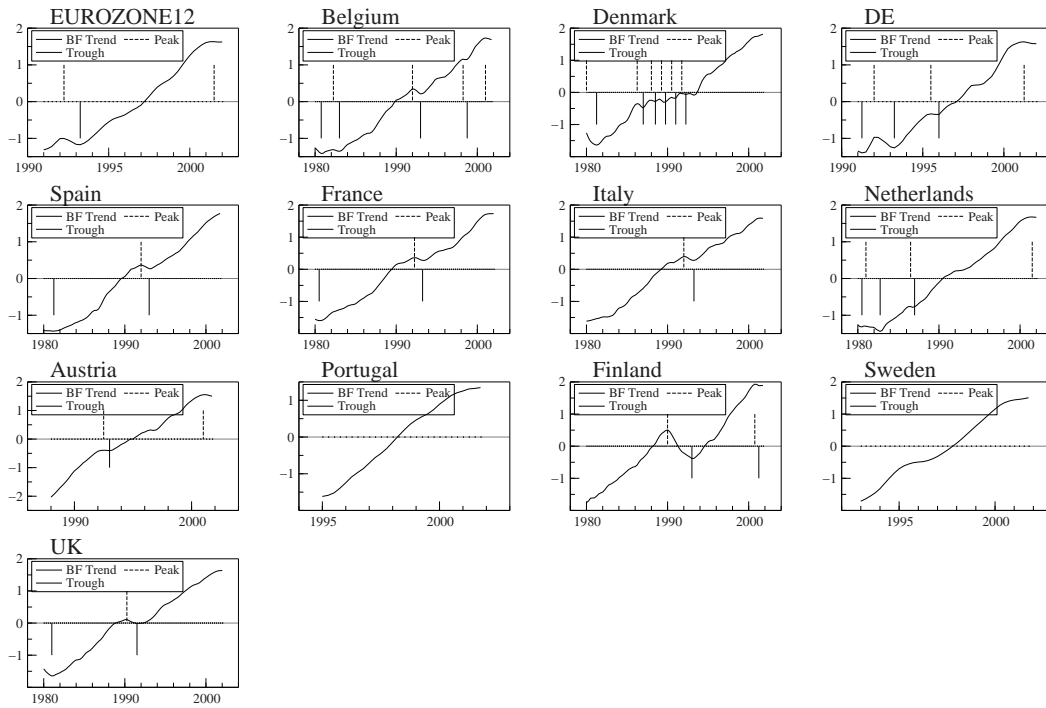 EUROZONE12
BF Trend Peak
Trough
2
1
0
−1
1990 1995 2000
Belgium
BF Trend Peak
Trough
2
1
0
−1
1980 1990 2000
Denmark
BF Trend Peak
Trough
2
1
0
−1
1980 1990 2000
DE
BF Trend Peak
Trough
2
1
0
−1
1990 1995 2000
Spain
BF Trend Peak
Trough
2
1
0
−1
1980 1990 2000
France
BF Trend Peak
Trough
2
1
0
−1
1980 1990 2000
Italy
BF Trend Peak
Trough
2
1
0
−1
1980 1990 2000
Netherlands
BF Trend Peak
Trough
2
1
0
−1
1980 1990 2000
Austria
BF Trend Peak
Trough
2
1
0
−1
−2
1990 2000
Portugal
BF Trend Peak
Trough
1
0
−1
1995 2000
Finland
BF Trend Peak
Trough
2
1
0
−1
1980 1990 2000
Sweden
BF Trend Peak
Trough
2
1
0
−1
1995 2000
UK
BF Trend Peak
Trough
2
1
0
−1
1980 1990 2000